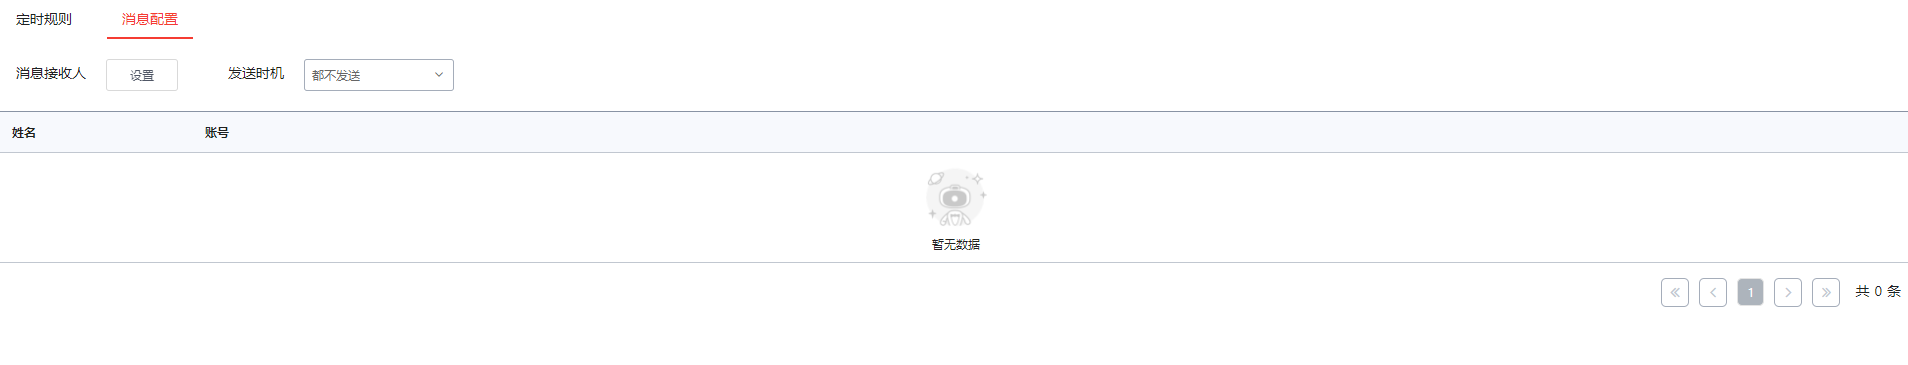 定时规则 消息配置
消息接收人 设置 发送时机 都不发送
姓名 账号
暂无数据
1 共 0 条